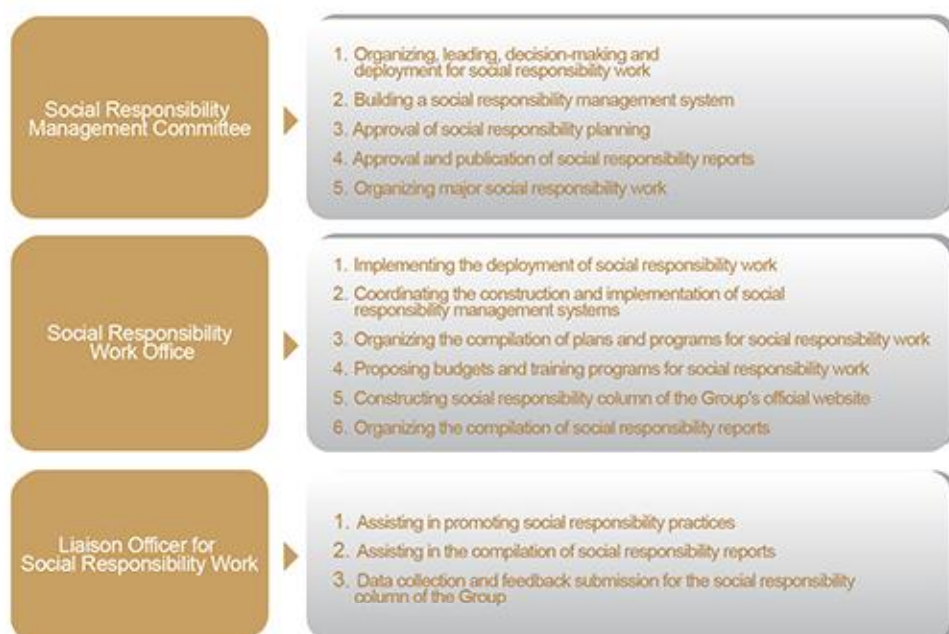 Social Responsibility
Management Committee
1. Organizing, leading, decision-making and
deployment for social responsibility work
2. Building a social responsibility management system
3. Approval of social responsibility planning
4. Approval and publication of social responsibility reports
5. Organizing major social responsibility work
Social Responsibility
Work Office
1. Implementing the deployment of social responsibility work
2. Coordinating the construction and implementation of social
responsibility management systems
3. Organizing the compilation of plans and programs for social responsibility work
4. Proposing budgets and training programs for social responsibility work
5. Constructing social responsibility column of the Group's official website
6. Organizing the compilation of social responsibility reports
Liaison Officer for
Social Responsibility Work
1. Assisting in promoting social responsibility practices
2. Assisting in the compilation of social responsibility reports
3. Data collection and feedback submission for the social responsibility
column of the Group